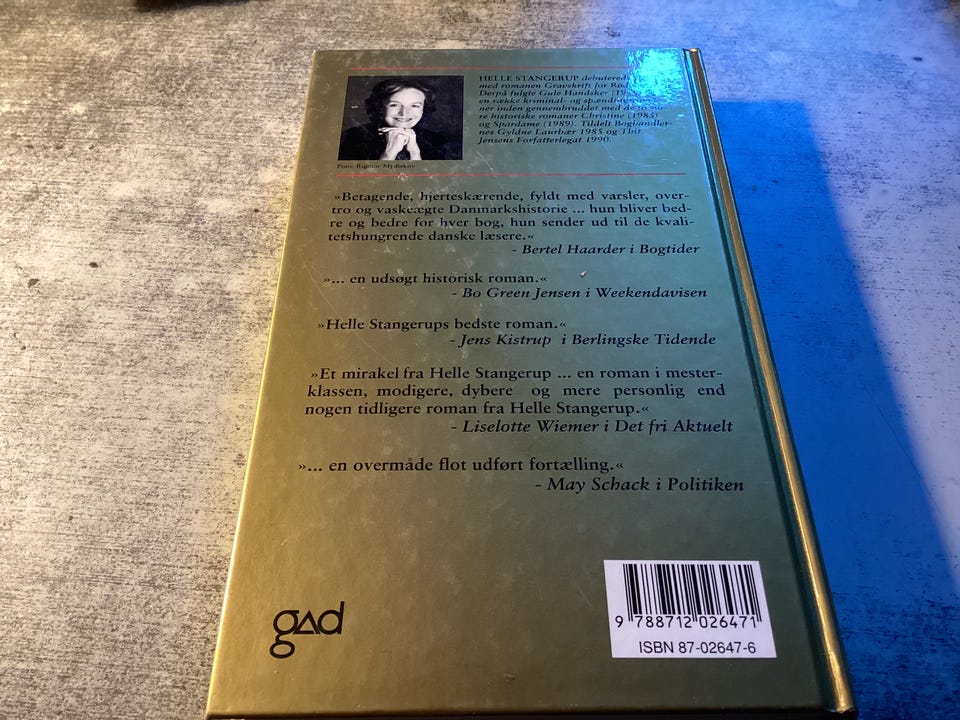 HELLE STANGERUP debuterede
med romanen Gravskrift for Rød
Derpå fulgte Gule Handsker
en række kriminal- og
ner inden gennembruddet med de to
re historiske romaner Christine (1985)
og Spardame (1989). Tildelt Boghandler-
nes Gyldne Laurbær 1985 og Thit
Jensens Forfatterlegat 1990.
Foto: Rigmor Mydtskov
»Betagende, hjerteskærende, fyldt med varsler, over-
tro og vaskeægte Danmarkshistorie ... hun bliver bed-
re og bedre for hver bog, hun sender ud til de kvali-
tetshungrende danske læsere.«
- Bertel Haarder i Bogtider
»... en udsøgt historisk roman.«
- Bo Green Jensen i Weekendavisen
»Helle Stangerups bedste roman.«
- Jens Kistrup i Berlingske Tidende
»Et mirakel fra Helle Stangerup ... en roman i mester-
klassen, modigere, dybere og mere personlig end
nogen tidligere roman fra Helle Stangerup.«
- Liselotte Wiemer i Det fri Aktuelt
»... en overmåde flot udført fortælling.«
- May Schack i Politiken
gad
9 788712 026471
ISBN 87-02647-6